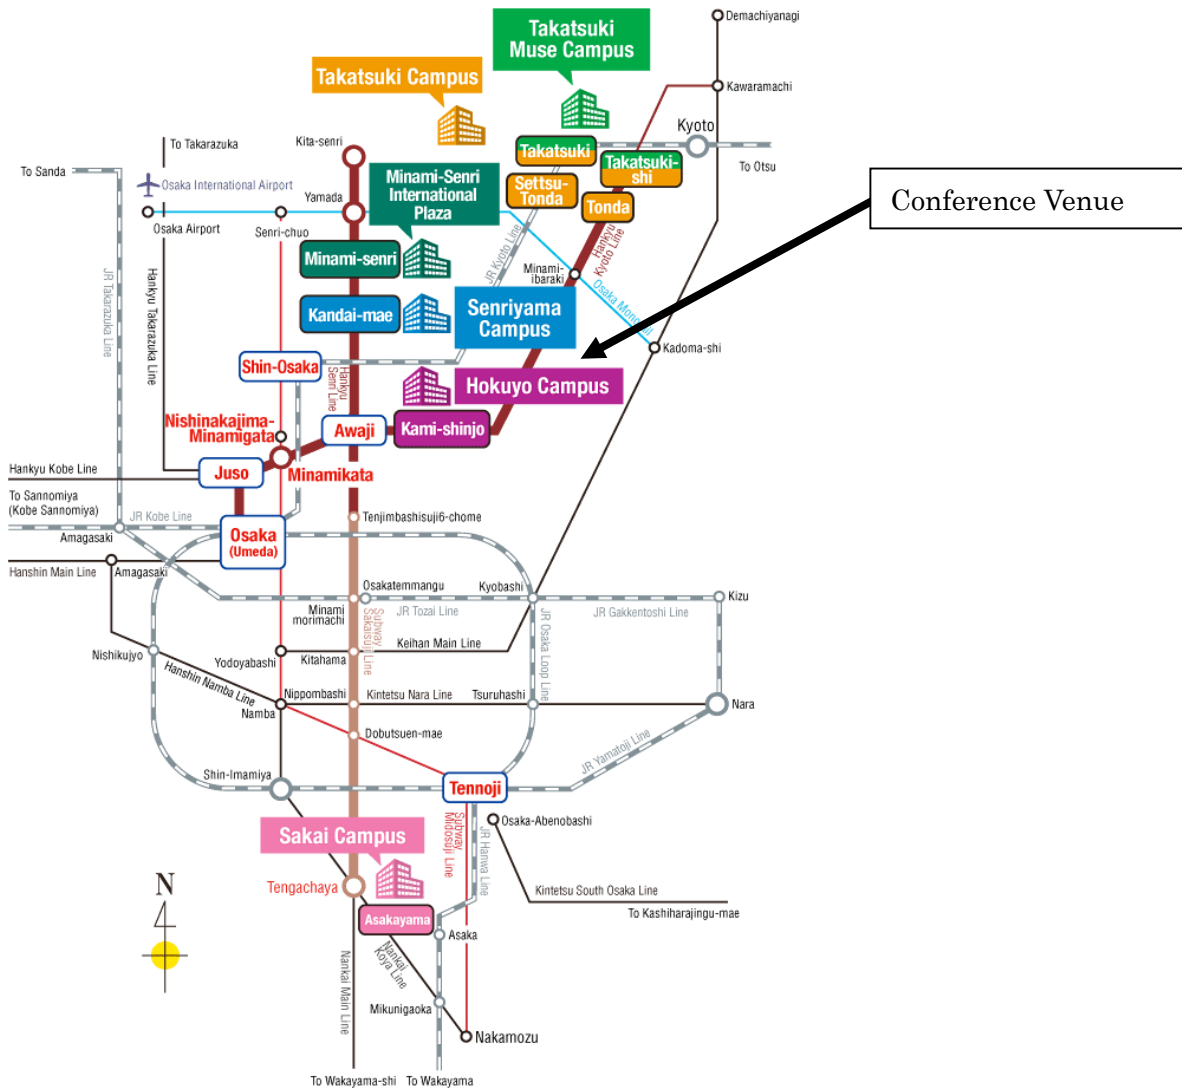 Demachiyanagi
Takatsuki
Muse Campus
Takatsuki Campus
Kawaramachi
Kyoto
To Takarazuka
Kita-senri
Takatsuki
To Otsu
To Sanda
Osaka International Airport
Minami-Senri
International
Plaza
Takatsuki-
shi
Settsu-
Tonda
Tonda
Conference Venue
Yamada
Osaka Airport
Senri-chuo
Hankyu
Kyoto Line
JR Kyoto Line
Minami-senri
Minami-
ibaraki
JR Takarazuka Line
Hankyu Takarazuka Line
Kandai-mae
Senriyama
Campus
Osaka Monorail
Kadoma-shi
Shin-Osaka
Hankyu
Senri Line
Hokuyo Campus
Nishinakajima-
Minamigata
Awaji
Kami-shinjo
Hankyu Kobe Line
Juso
Minamikata
To Sannomiya
(Kobe Sannomiya)
JR Kobe Line
Tenjimbashisuji6-chome
Amagasaki
Osaka
(Umeda)
Hanshin Main Line
Amagasaki
Osakatemmangu
Kyobashi
Kizu
Minami
morimachi
JR Tozai Line
JR Gakkentoshi Line
Subway
Sakaisuji Line
JR Osaka Loop Line
Nishikujyo
Yodoyabashi
Kitahama
Keihan Main Line
Hanshin Namba Line
Nippombashi
Kintetsu Nara Line
Tsuruhashi
Namba
Nara
Dobutsuen-mae
JR Yamatoji Line
Shin-Imamiya
Tennoji
Sakai Campus
Subway
Midosuji Line
JR Hanwa Line
Osaka-Abenobashi
Tengachaya
Kintetsu South Osaka Line
N
To Kashiharajingu-mae
Asakayama
Asaka
Nankai Main Line
Nankai
Koya Line
Mikunigaoka
Nakamozu
To Wakayama-shi
To Wakayama